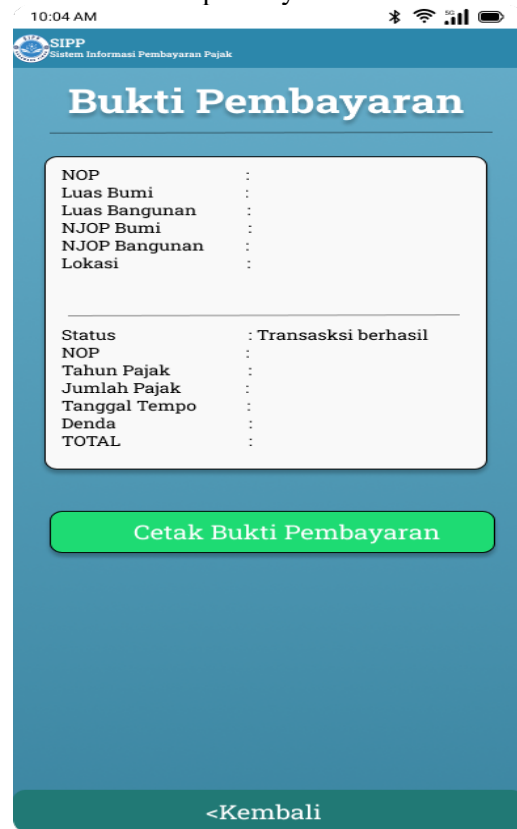 10:04 AM
5G
SIPP
Sistem Informasi Pembayaran Pajak
Bukti Pembayaran
NOP :
Luas Bumi :
Luas Bangunan :
NJOP Bumi :
NJOP Bangunan :
Lokasi :
Status : Transasksi berhasil
NOP :
Tahun Pajak :
Jumlah Pajak :
Tanggal Tempo :
Denda :
TOTAL :
Cetak Bukti Pembayaran
<Kembali